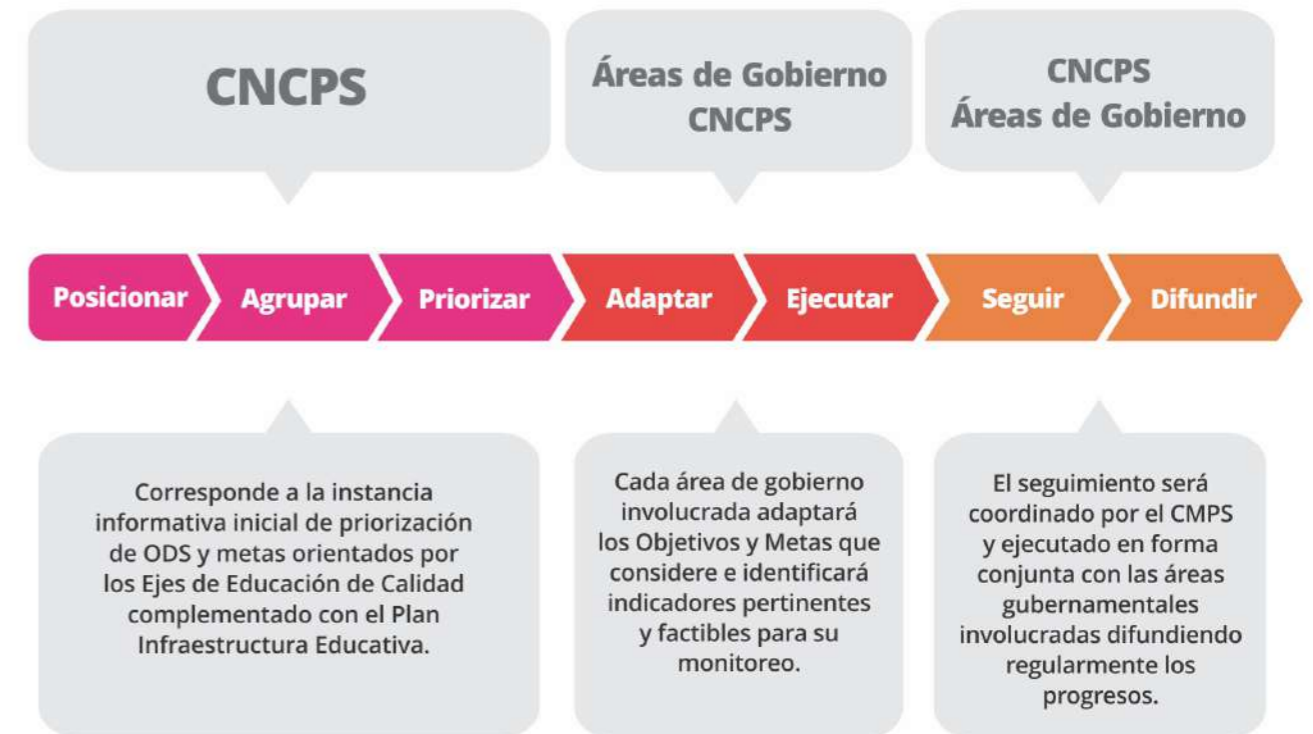 CNCPS
Áreas de Gobierno
CNCPS
CNCPS
Áreas de Gobierno
Posicionar
Agrupar
Priorizar
Adaptar
Ejecutar
Seguir
Difundir
Corresponde a la instancia
informativa inicial de priorización
de ODS y metas orientados por
los Ejes de Educación de Calidad
complementado con el Plan
Infraestructura Educativa.
Cada área de gobierno
involucrada adaptará
los Objetivos y Metas que
considere e identificará
indicadores pertinentes
y factibles para su
monitoreo.
El seguimiento será
coordinado por el CMPS
y ejecutado en forma
conjunta con las áreas
gubernamentales
involucradas difundiendo
regularmente los
progresos.